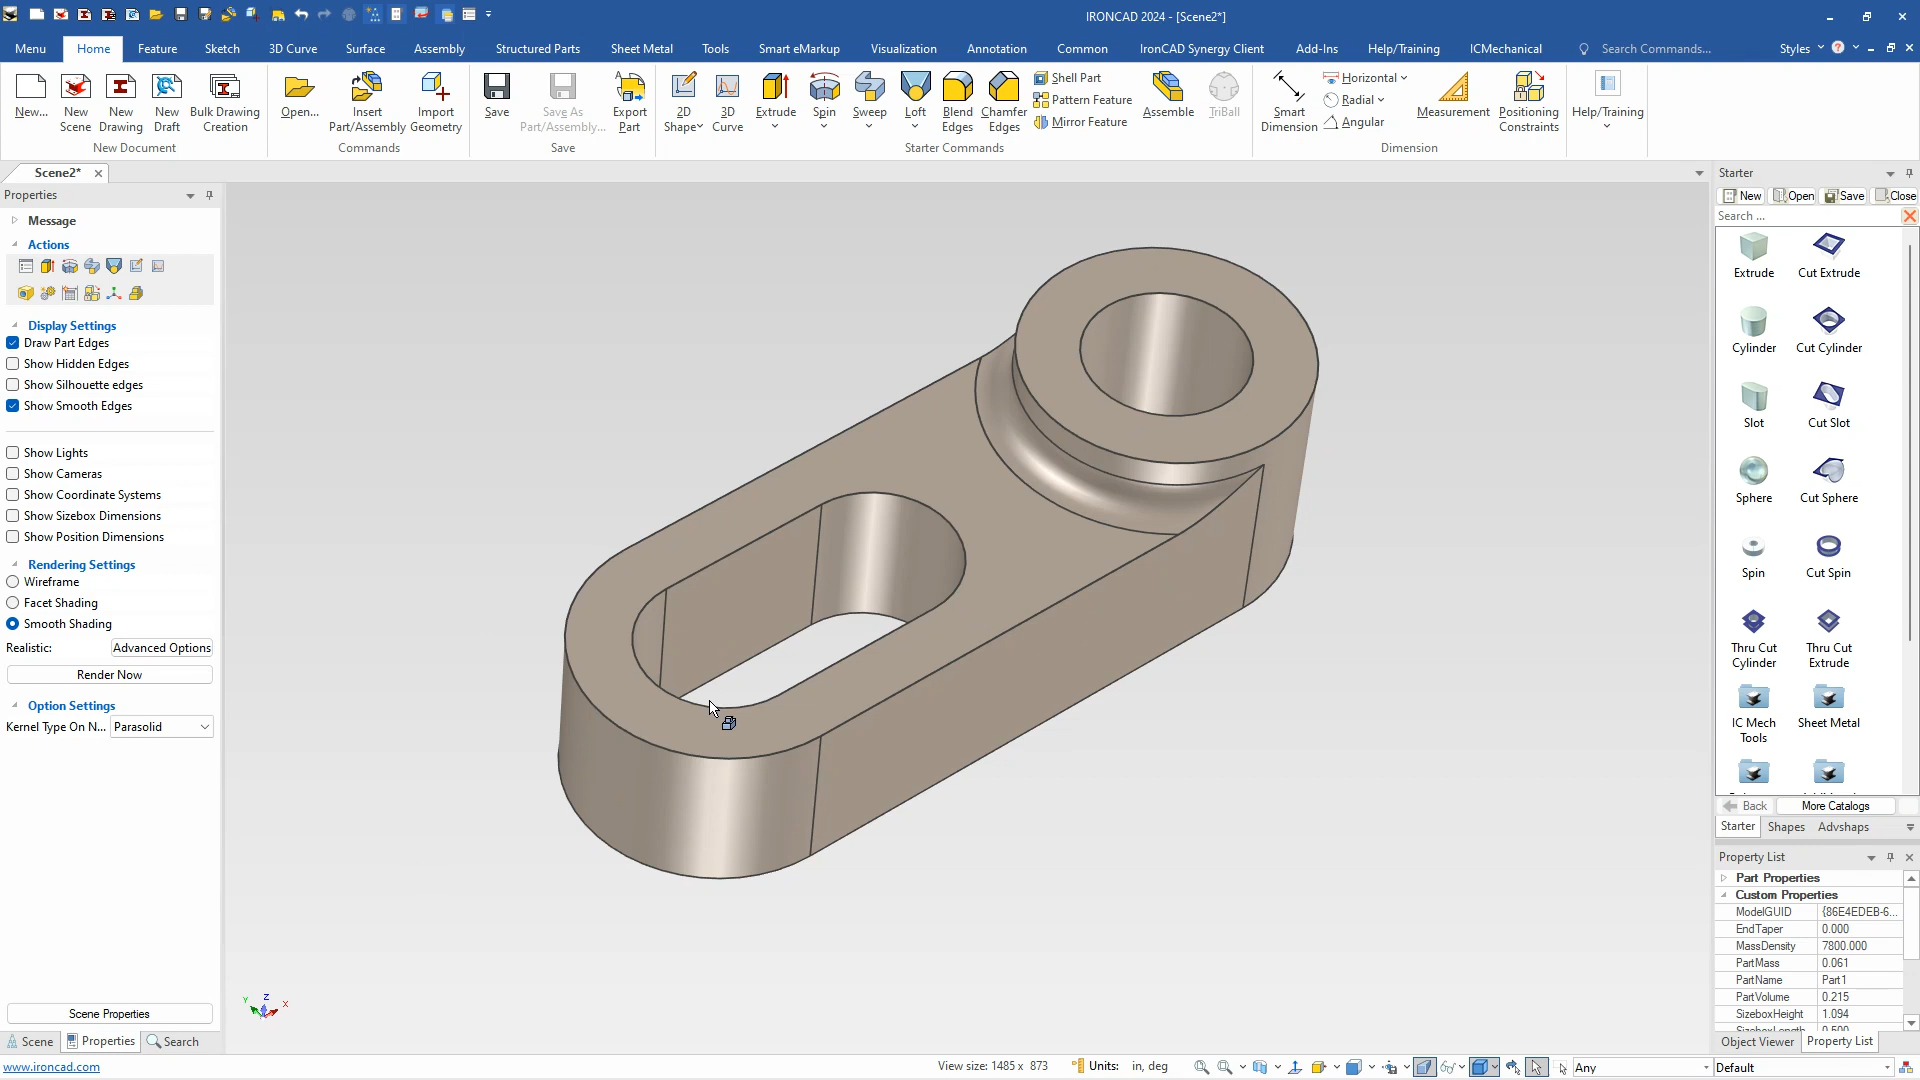 IRONCAD 2024 - [Scene2*]
Menu Home Feature Sketch 3D Curve Surface Assembly Structured Parts Sheet Metal Tools Smart eMarkup Visualization Annotation Common IronCAD Synergy Client Add-Ins Help/Training ICMechanical Search Commands... Styles
New... New Scene New Drawing New Draft Bulk Drawing Creation
New Document
Open... Insert Part/Assembly Import Geometry
Commands
Save Save As Part/Assembly... Export Part
Save
2D Shape 3D Curve Extrude Spin Sweep Loft Blend Edges Chamfer Edges
Shell Part
Pattern Feature
Mirror Feature
Assemble TriBall
Starter Commands
Smart Dimension
Horizontal
Radial
Angular
Measurement Positioning Constraints
Dimension
Help/Training
Scene2*
Properties
Message
Actions
Display Settings
Draw Part Edges
Show Hidden Edges
Show Silhouette edges
Show Smooth Edges
Show Lights
Show Cameras
Show Coordinate Systems
Show Sizebox Dimensions
Show Position Dimensions
Rendering Settings
Wireframe
Facet Shading
Smooth Shading
Realistic: Advanced Options
Render Now
Option Settings
Kernel Type On N... Parasolid
Scene Properties
Scene Properties Search
Y Z X
Starter
New Open Save Close
Search ...
Extrude Cut Extrude
Cylinder Cut Cylinder
Slot Cut Slot
Sphere Cut Sphere
Spin Cut Spin
Thru Cut Cylinder Thru Cut Extrude
IC Mech Tools Sheet Metal
Back More Catalogs
Starter Shapes Advshaps
Property List
Part Properties
Custom Properties
ModelGUID {86E4EDEB-6...
EndTaper 0.000
MassDensity 7800.000
PartMass 0.061
PartName Part1
PartVolume 0.215
SizeboxHeight 1.094
SizeboxLength 0.500
Object Viewer Property List
www.ironcad.com View size: 1485 x 873 Units: in, deg Any Default